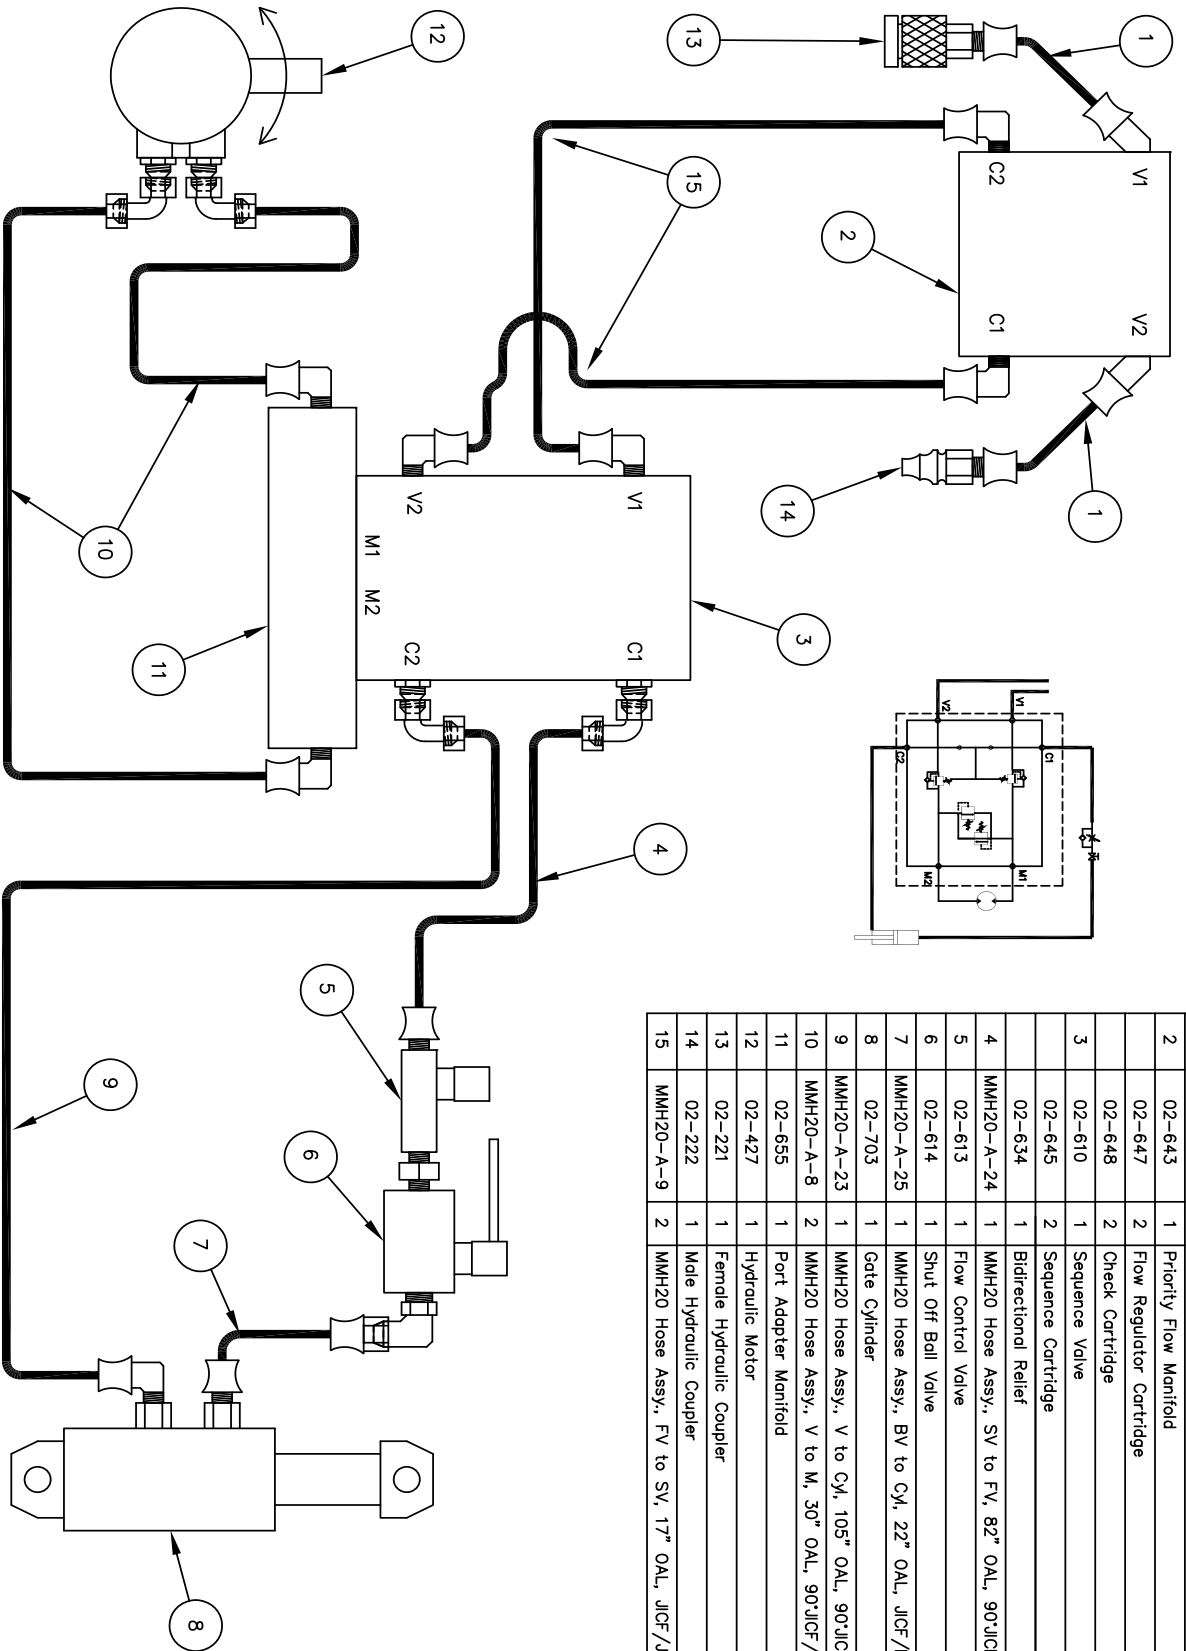 2 02-643 1 Priority Flow Manifold
02-647 2 Flow Regulator Cartridge
02-648 2 Check Cartridge
3 02-610 1 Sequence Valve
02-645 2 Sequence Cartridge
02-634 1 Bidirectional Relief
4 MMH20-A-24 1 MMH20 Hose Assy., SV to FV, 82" OAL, 90°JIC
5 02-613 1 Flow Control Valve
6 02-614 1 Shut Off Ball Valve
7 MMH20-A-25 1 MMH20 Hose Assy., BV to Cyl, 22" OAL, JICF/
8 02-703 1 Gate Cylinder
9 MMH20-A-23 1 MMH20 Hose Assy., V to Cyl, 105" OAL, 90°JIC
10 MMH20-A-8 2 MMH20 Hose Assy., V to M, 30" OAL, 90°JICF/
11 02-655 1 Port Adapter Manifold
12 02-427 1 Hydraulic Motor
13 02-221 1 Female Hydraulic Coupler
14 02-222 1 Male Hydraulic Coupler
15 MMH20-A-9 2 MMH20 Hose Assy., FV to SV, 17" OAL, JICF/J
1
V1
V2
1
13
C2
C1
2
14
15
V1
C1
V2
C2
M1
M2
3
V1
C1
M1
V2
C2
M2
12
10
11
4
5
6
7
9
8